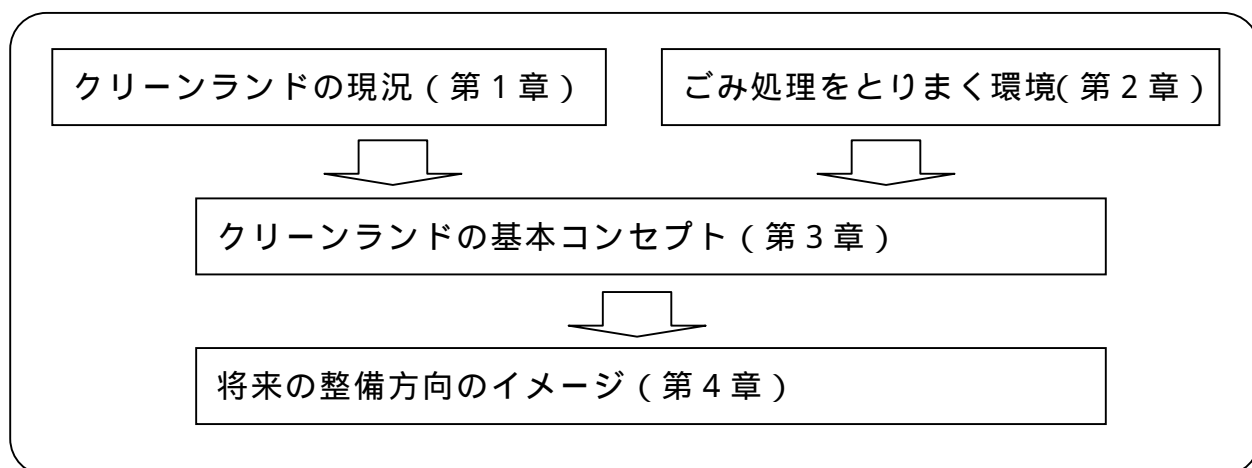 クリーンランドの現況(第1章)
ごみ処理をとりまく環境(第2章)
クリーンランドの基本コンセプト(第3章)
将来の整備方向のイメージ(第4章)